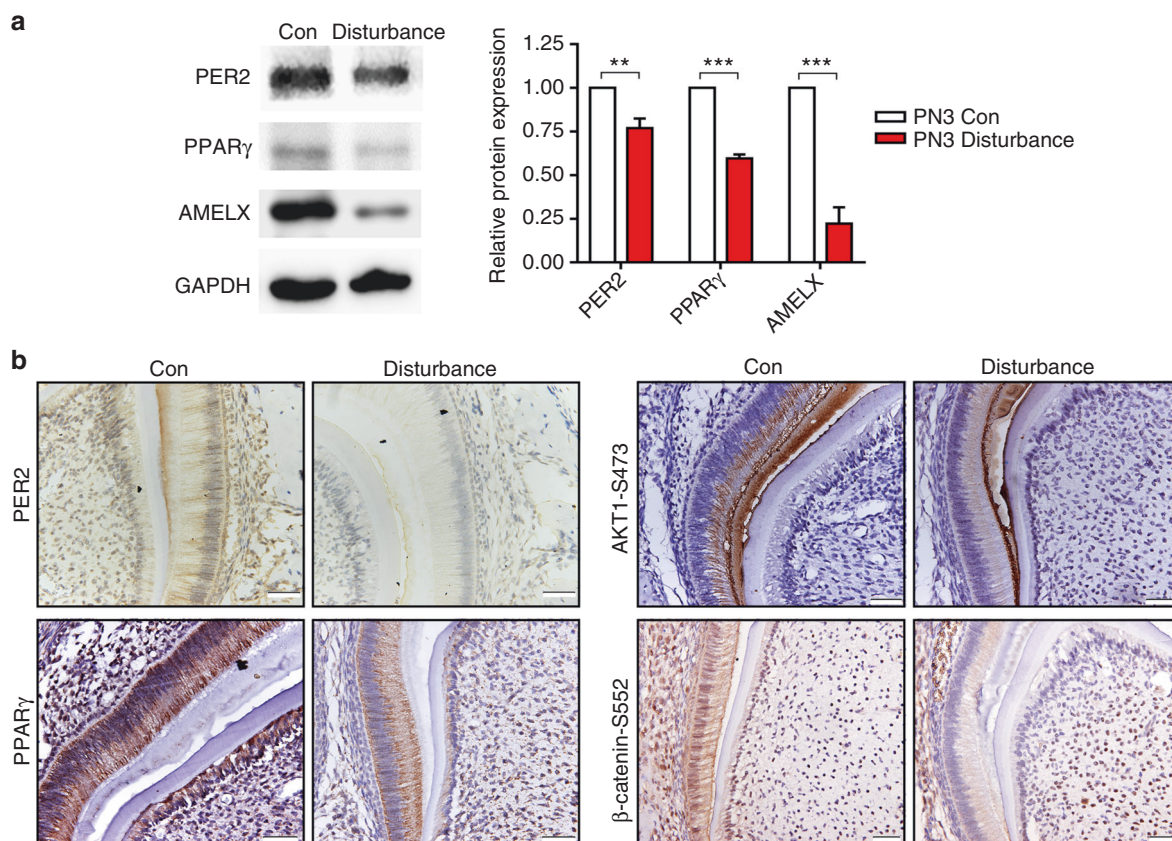 a
Con Disturbance
PER2
PPARγ
AMELX
GAPDH
Relative protein expression
1.25
1.00
0.75
0.50
0.25
0.00
** *** ***
PER2
PPARγ
AMELX
PN3 Con
PN3 Disturbance
b
Con Disturbance Con Disturbance
PER2
AKT1-S473
PPARγ
β-catenin-S552